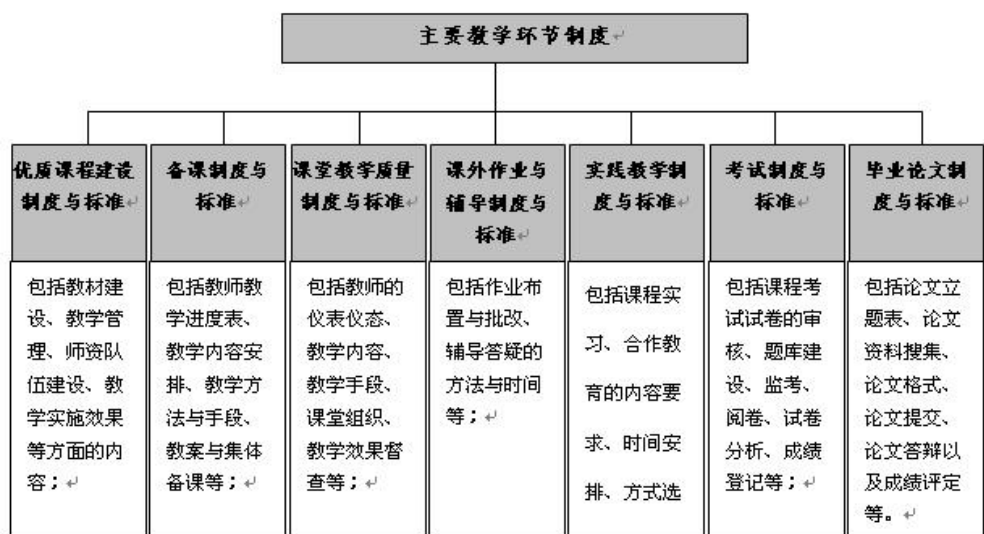 主要教学环节制度
优质课程建设
制度与标准
备课制度与
标准
课堂教学质量
制度与标准
课外作业与
辅导制度与
标准
实践教学制
度与标准
考试制度与
标准
毕业论文制
度与标准
包括教材建
设、教学管
理、师资队
伍建设、教
学实施效果
等方面的内
容；
包括教师教
学进度表、
教学内容安
排、教学方
法与手段、
教案与集体
备课等；
包括教师的
仪表仪态、
教学内容、
教学手段、
课堂组织、
教学效果督
查等；
包括作业布
置与批改、
辅导答疑的
方法与时间
等；
包括课程实
习、合作教
育的内容要
求、时间安
排、方式选
包括课程考
试试卷的审
核、题库建
设、监考、
阅卷、试卷
分析、成绩
登记等；
包括论文立
题表、论文
资料搜集、
论文格式、
论文提交、
论文答辩以
及成绩评定
等。